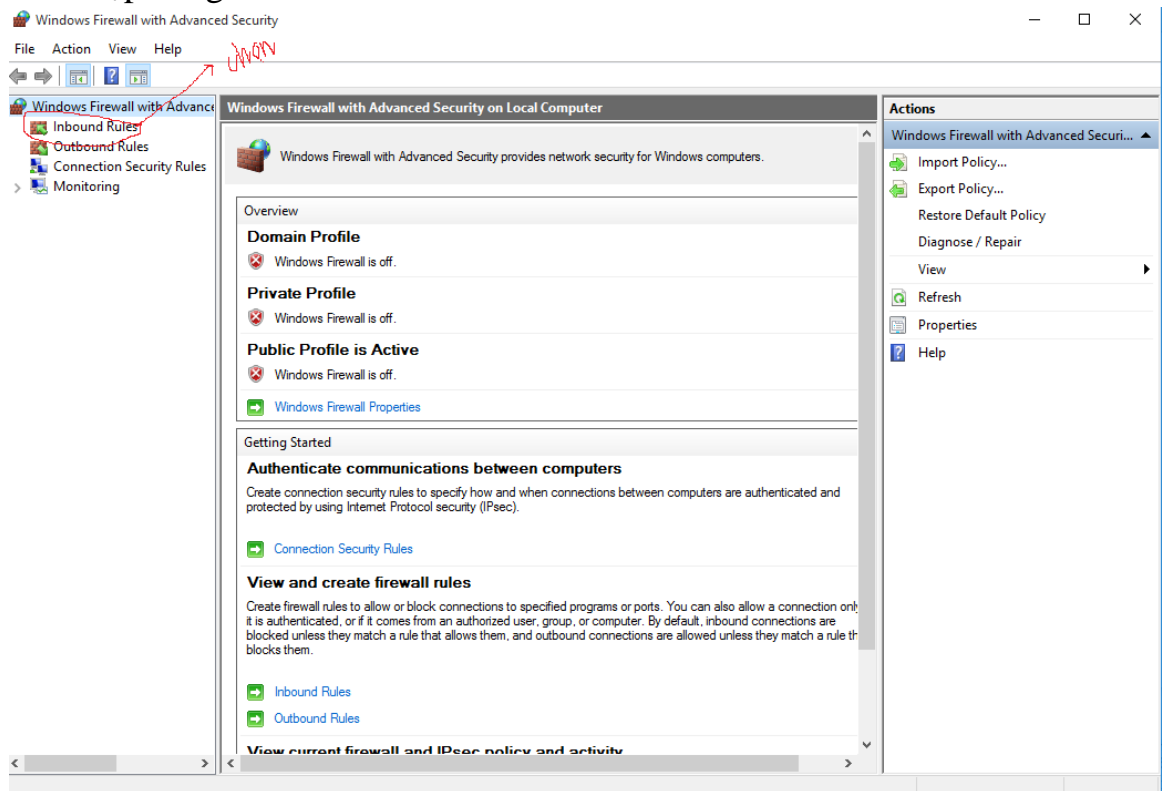 Windows Firewall with Advanced Security
File Action View Help
chọn
Windows Firewall with Advance
Inbound Rules
Outbound Rules
Connection Security Rules
Monitoring
Windows Firewall with Advanced Security on Local Computer
Windows Firewall with Advanced Security provides network security for Windows computers.
Overview
Domain Profile
Windows Firewall is off.
Private Profile
Windows Firewall is off.
Public Profile is Active
Windows Firewall is off.
Windows Firewall Properties
Getting Started
Authenticate communications between computers
Create connection security rules to specify how and when connections between computers are authenticated and
protected by using Internet Protocol security (IPsec).
Connection Security Rules
View and create firewall rules
Create firewall rules to allow or block connections to specified programs or ports. You can also allow a connection only
it is authenticated, or if it comes from an authorized user, group, or computer. By default, inbound connections are
blocked unless they match a rule that allows them, and outbound connections are allowed unless they match a rule th
blocks them.
Inbound Rules
Outbound Rules
View current firewall and IPsec policy and activity
Actions
Windows Firewall with Advanced Securi...
Import Policy...
Export Policy...
Restore Default Policy
Diagnose / Repair
View
Refresh
Properties
Help